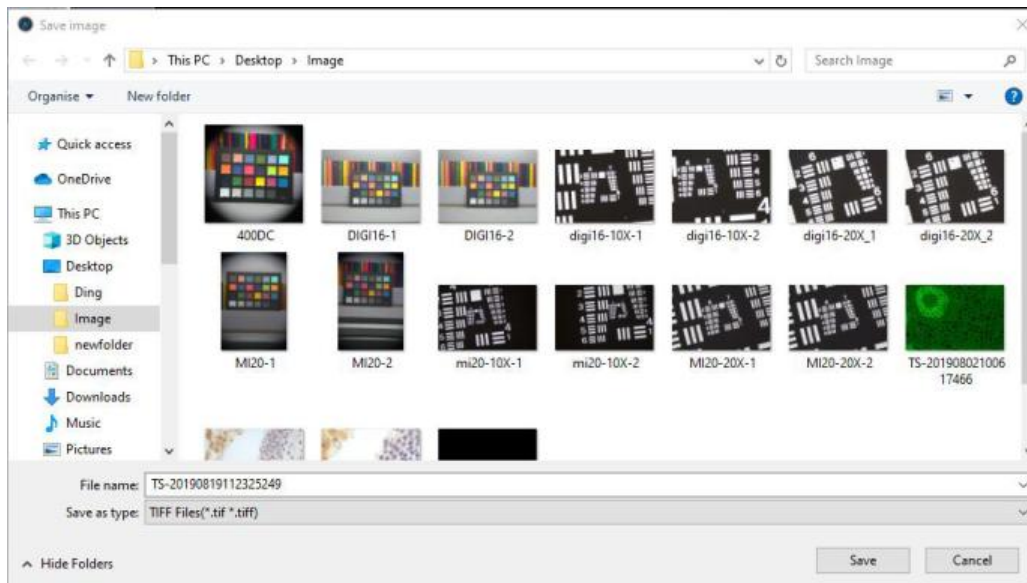 Save image
This PC > Desktop > Image
Search Image
Organise
New folder
Quick access
OneDrive
This PC
3D Objects
Desktop
Ding
Image
newfolder
Documents
Downloads
Music
Pictures
400DC
DIGI16-1
DIGI16-2
digi16-10X-1
digi16-10X-2
digi16-20X_1
digi16-20X_2
MI20-1
MI20-2
mi20-10X-1
mi20-10X-2
MI20-20X-1
MI20-20X-2
TS-201908021006
17466
File name: TS-20190819112325249
Save as type: TIFF Files(*.tif *.tiff)
Hide Folders
Save
Cancel